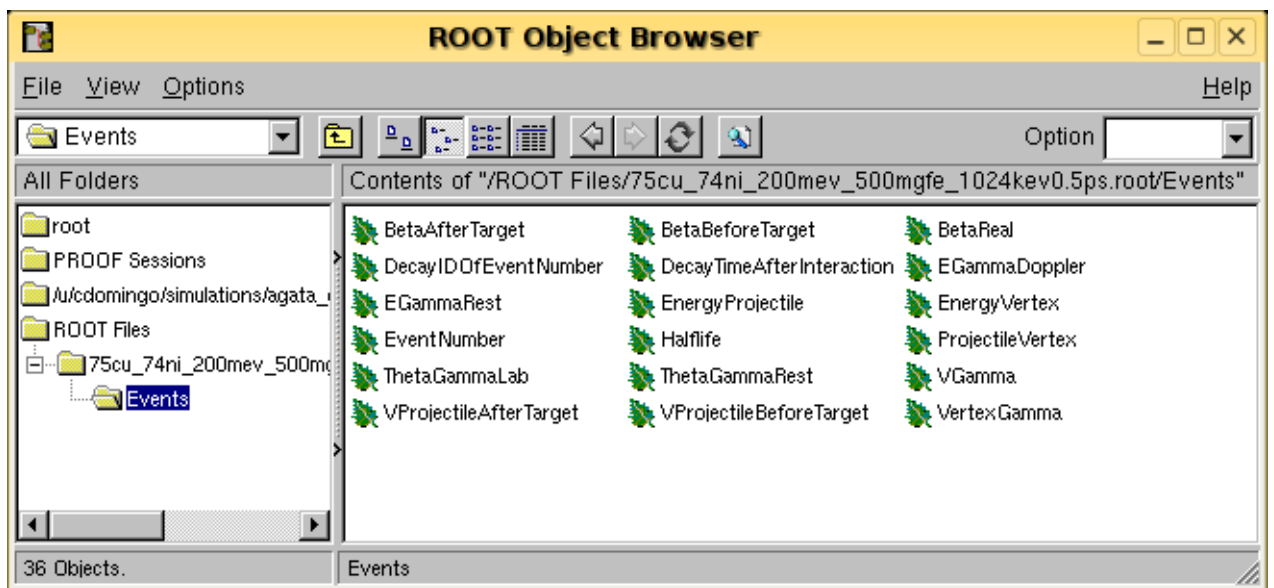 ROOT Object Browser
File View Options Help
Events Option
All Folders Contents of "/ROOT Files/75cu_74ni_200mev_500mgfe_1024kev0.5ps.root/Events"
root BetaAfterTarget BetaBeforeTarget BetaReal
PROOF Sessions DecayIDOfEventNumber DecayTimeAfterInteraction EGammaDoppler
/u/cdomingo/simulations/agata_ EGammaRest EnergyProjectile EnergyVertex
ROOT Files EventNumber Halflife ProjectileVertex
75cu_74ni_200mev_500mg ThetaGammaLab ThetaGammaRest VGamma
Events VProjectileAfterTarget VProjectileBeforeTarget VertexGamma
36 Objects. Events